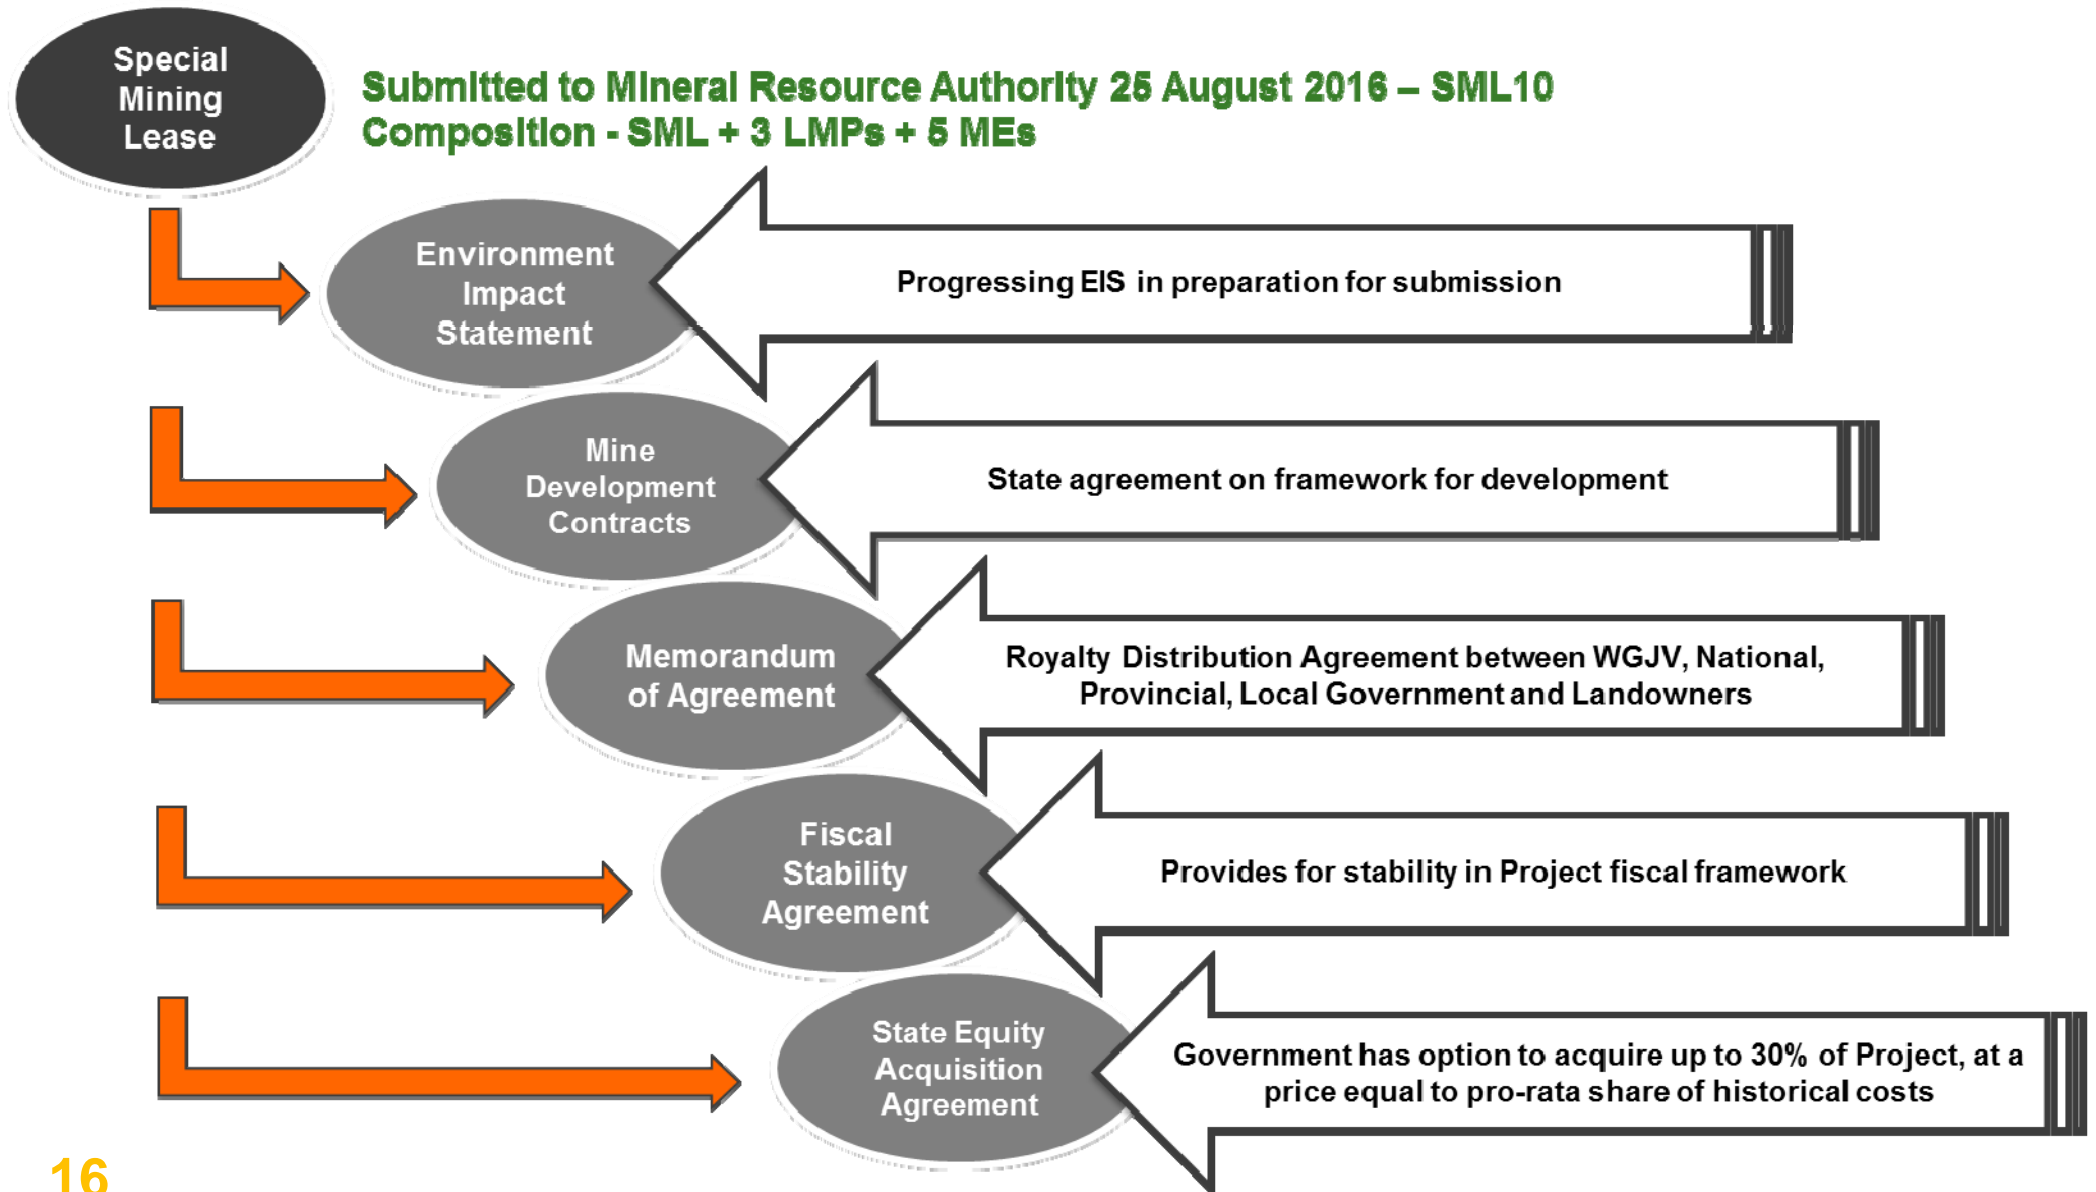 Special
Mining
Lease
Submitted to Mineral Resource Authority 25 August 2016 – SML10
Composition - SML + 3 LMPs + 5 MEs
Environment
Impact
Statement
Progressing EIS in preparation for submission
Mine
Development
Contracts
State agreement on framework for development
Memorandum
of Agreement
Royalty Distribution Agreement between WGJV, National,
Provincial, Local Government and Landowners
Fiscal
Stability
Agreement
Provides for stability in Project fiscal framework
State Equity
Acquisition
Agreement
Government has option to acquire up to 30% of Project, at a
price equal to pro-rata share of historical costs
16